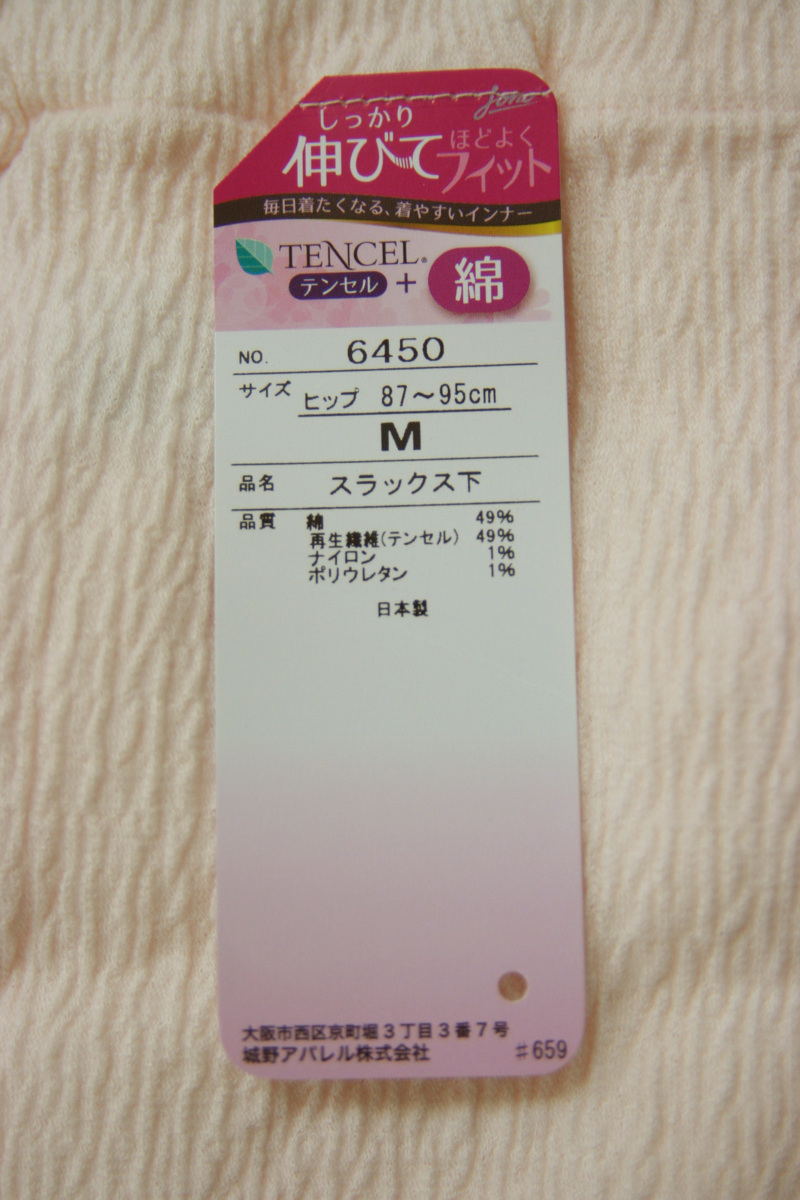 jono
しっかり
伸びて ほどよく
フィット
毎日着たくなる、着やすいインナー
TENCEL®
テンセル + 綿
NO. 6450
サイズ ヒップ 87～95cm
M
品名 スラックス下
品質 綿 49%
再生繊維(テンセル) 49%
ナイロン 1%
ポリウレタン 1%
日本製
大阪市西区京町堀3丁目3番7号
城野アパレル株式会社 #659